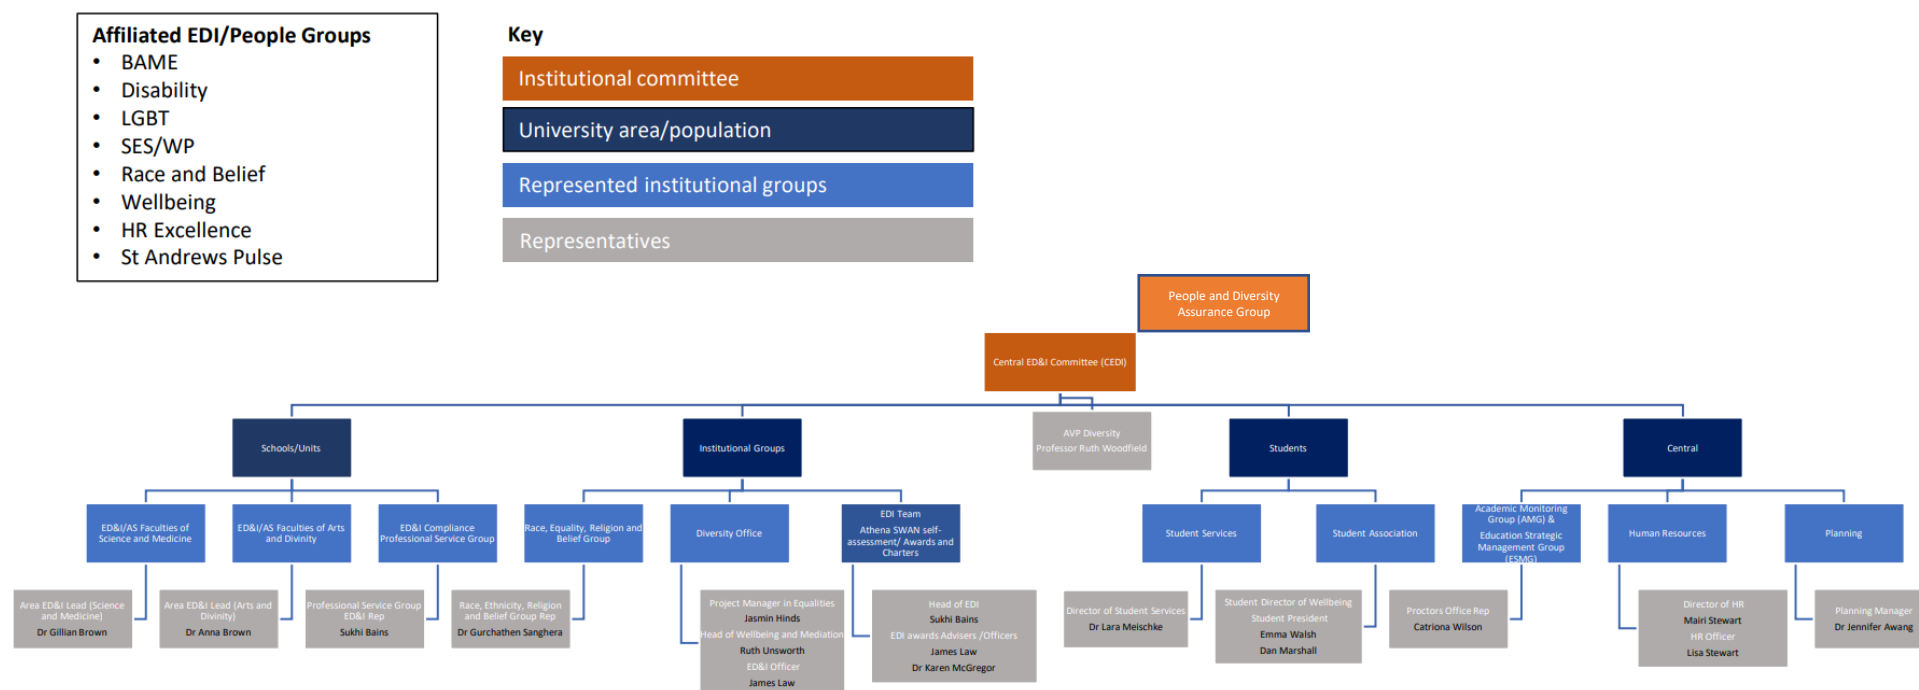 Affiliated EDI/People Groups
• BAME
• Disability
• LGBT
• SES/WP
• Race and Belief
• Wellbeing
• HR Excellence
• St Andrews Pulse
Key
Institutional committee
University area/population
Represented institutional groups
Representatives
People and Diversity
Assurance Group
Central ED&I Committee (CEDI)
AVP Diversity
Professor Ruth Woodfield
Schools/Units
Institutional Groups
Students
Central
ED&I/AS Faculties of
Science and Medicine
ED&I/AS Faculties of Arts
and Divinity
ED&I Compliance
Professional Service Group
Race, Equality, Religion and
Belief Group
Diversity Office
EDI Team
Athena SWAN self-
assessment/ Awards and
Charters
Student Services
Student Association
Academic Monitoring
Group (AMG) &
Education Strategic
Management Group
(ESMG)
Human Resources
Planning
Area ED&I Lead (Science
and Medicine)
Dr Gillian Brown
Area ED&I Lead (Arts and
Divinity)
Dr Anna Brown
Professional Service Group
ED&I Rep
Sukhi Bains
Race, Ethnicity, Religion
and Belief Group Rep
Dr Gurchathen Sanghera
Project Manager in Equalities
Jasmin Hinds
Head of Wellbeing and Mediation
Ruth Unsworth
ED&I Officer
James Law
Head of EDI
Sukhi Bains
EDI awards Advisers /Officers
James Law
Dr Karen McGregor
Director of Student Services
Dr Lara Meischke
Student Director of Wellbeing
Student President
Emma Walsh
Dan Marshall
Proctors Office Rep
Catriona Wilson
Director of HR
Mairi Stewart
HR Officer
Lisa Stewart
Planning Manager
Dr Jennifer Awang